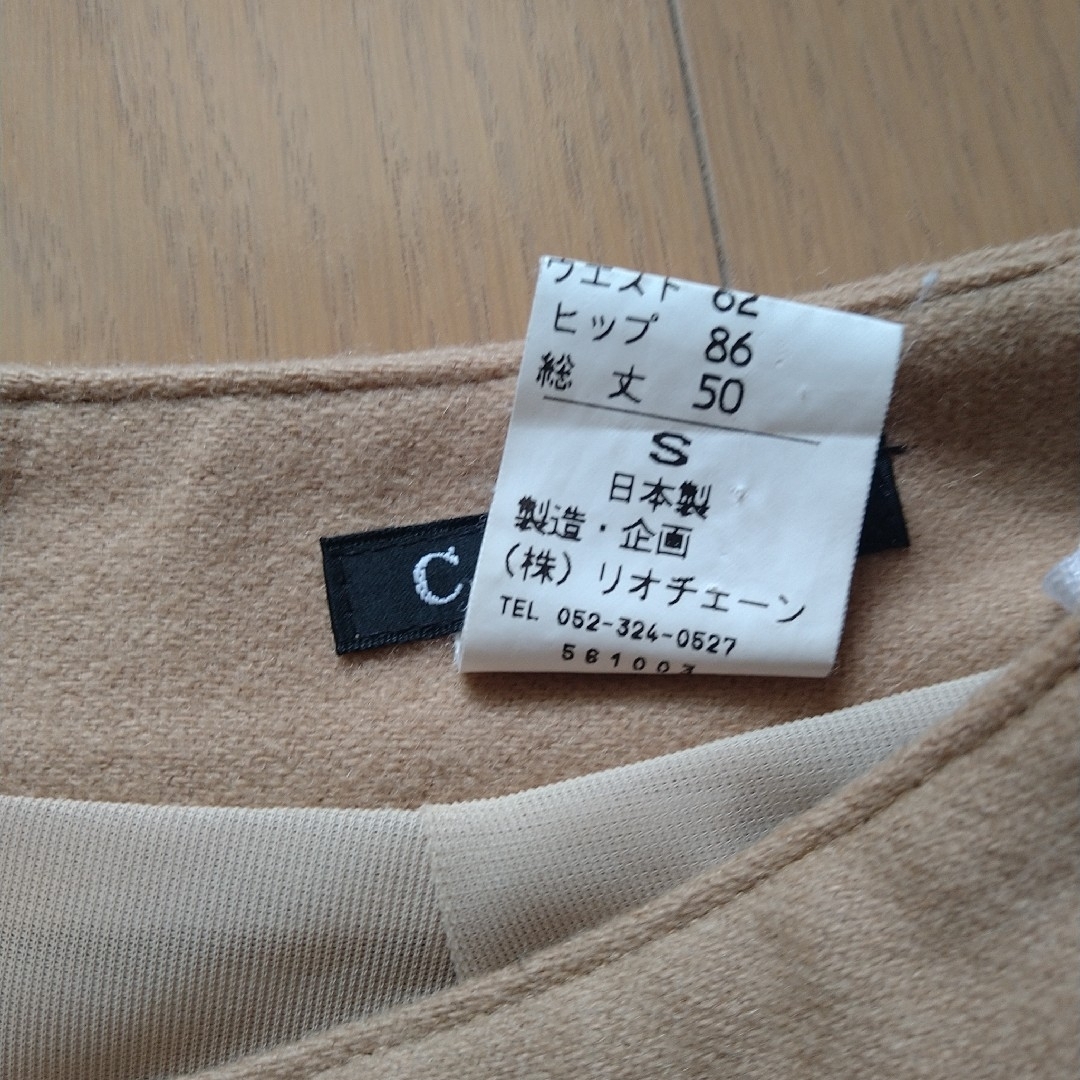 ウエスト 62
ヒップ 86
総丈 50
S
日本製
製造・企画
(株) リオチェーン
TEL 052-324-0527
561003